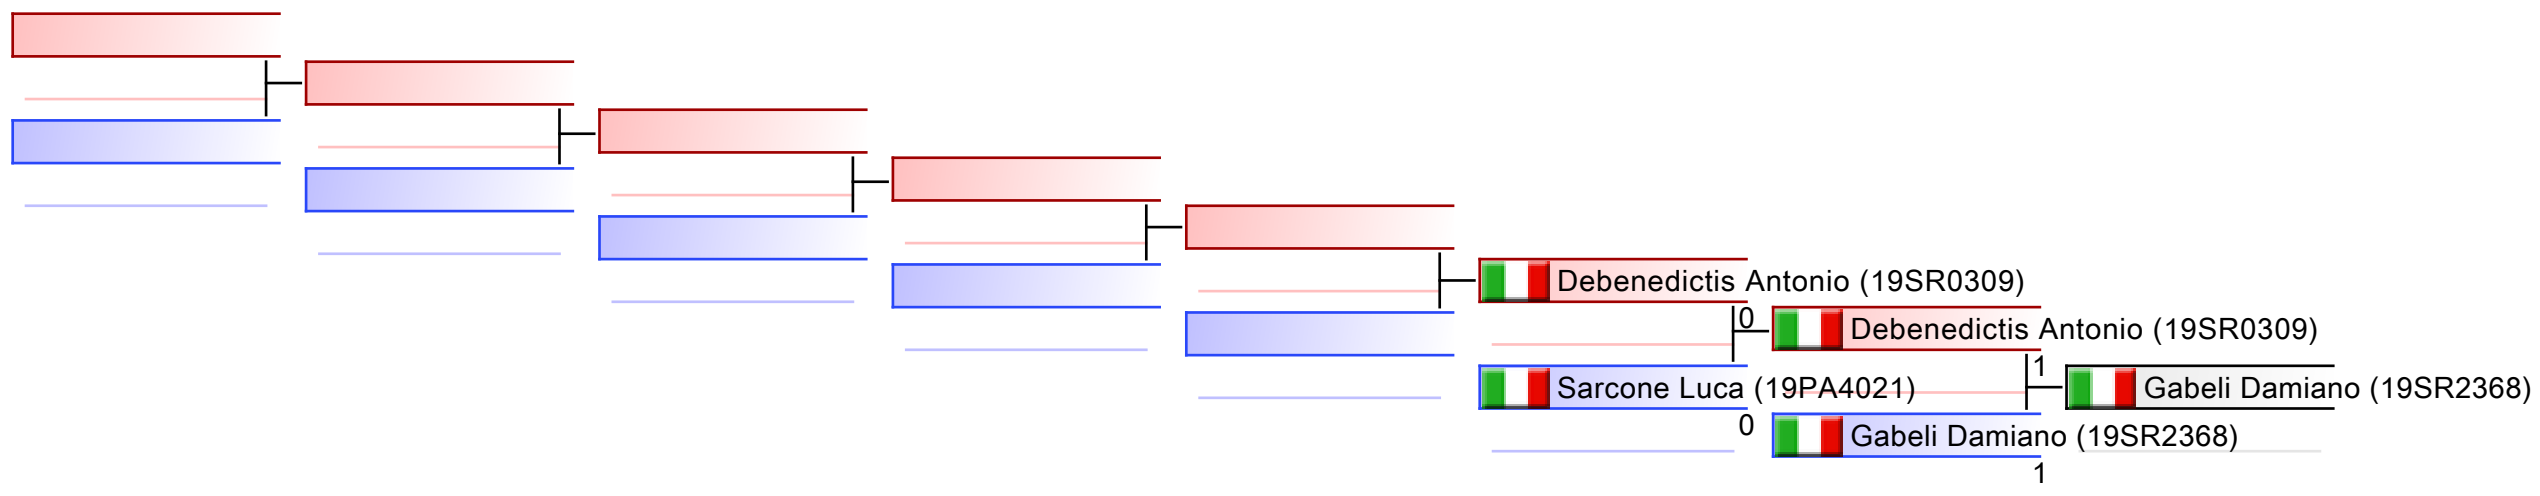 Debenedictis Antonio (19SR0309)
0
Debenedictis Antonio (19SR0309)
1
Sarcone Luca (19PA4021)
Gabeli Damiano (19SR2368)
0
Gabeli Damiano (19SR2368)
1